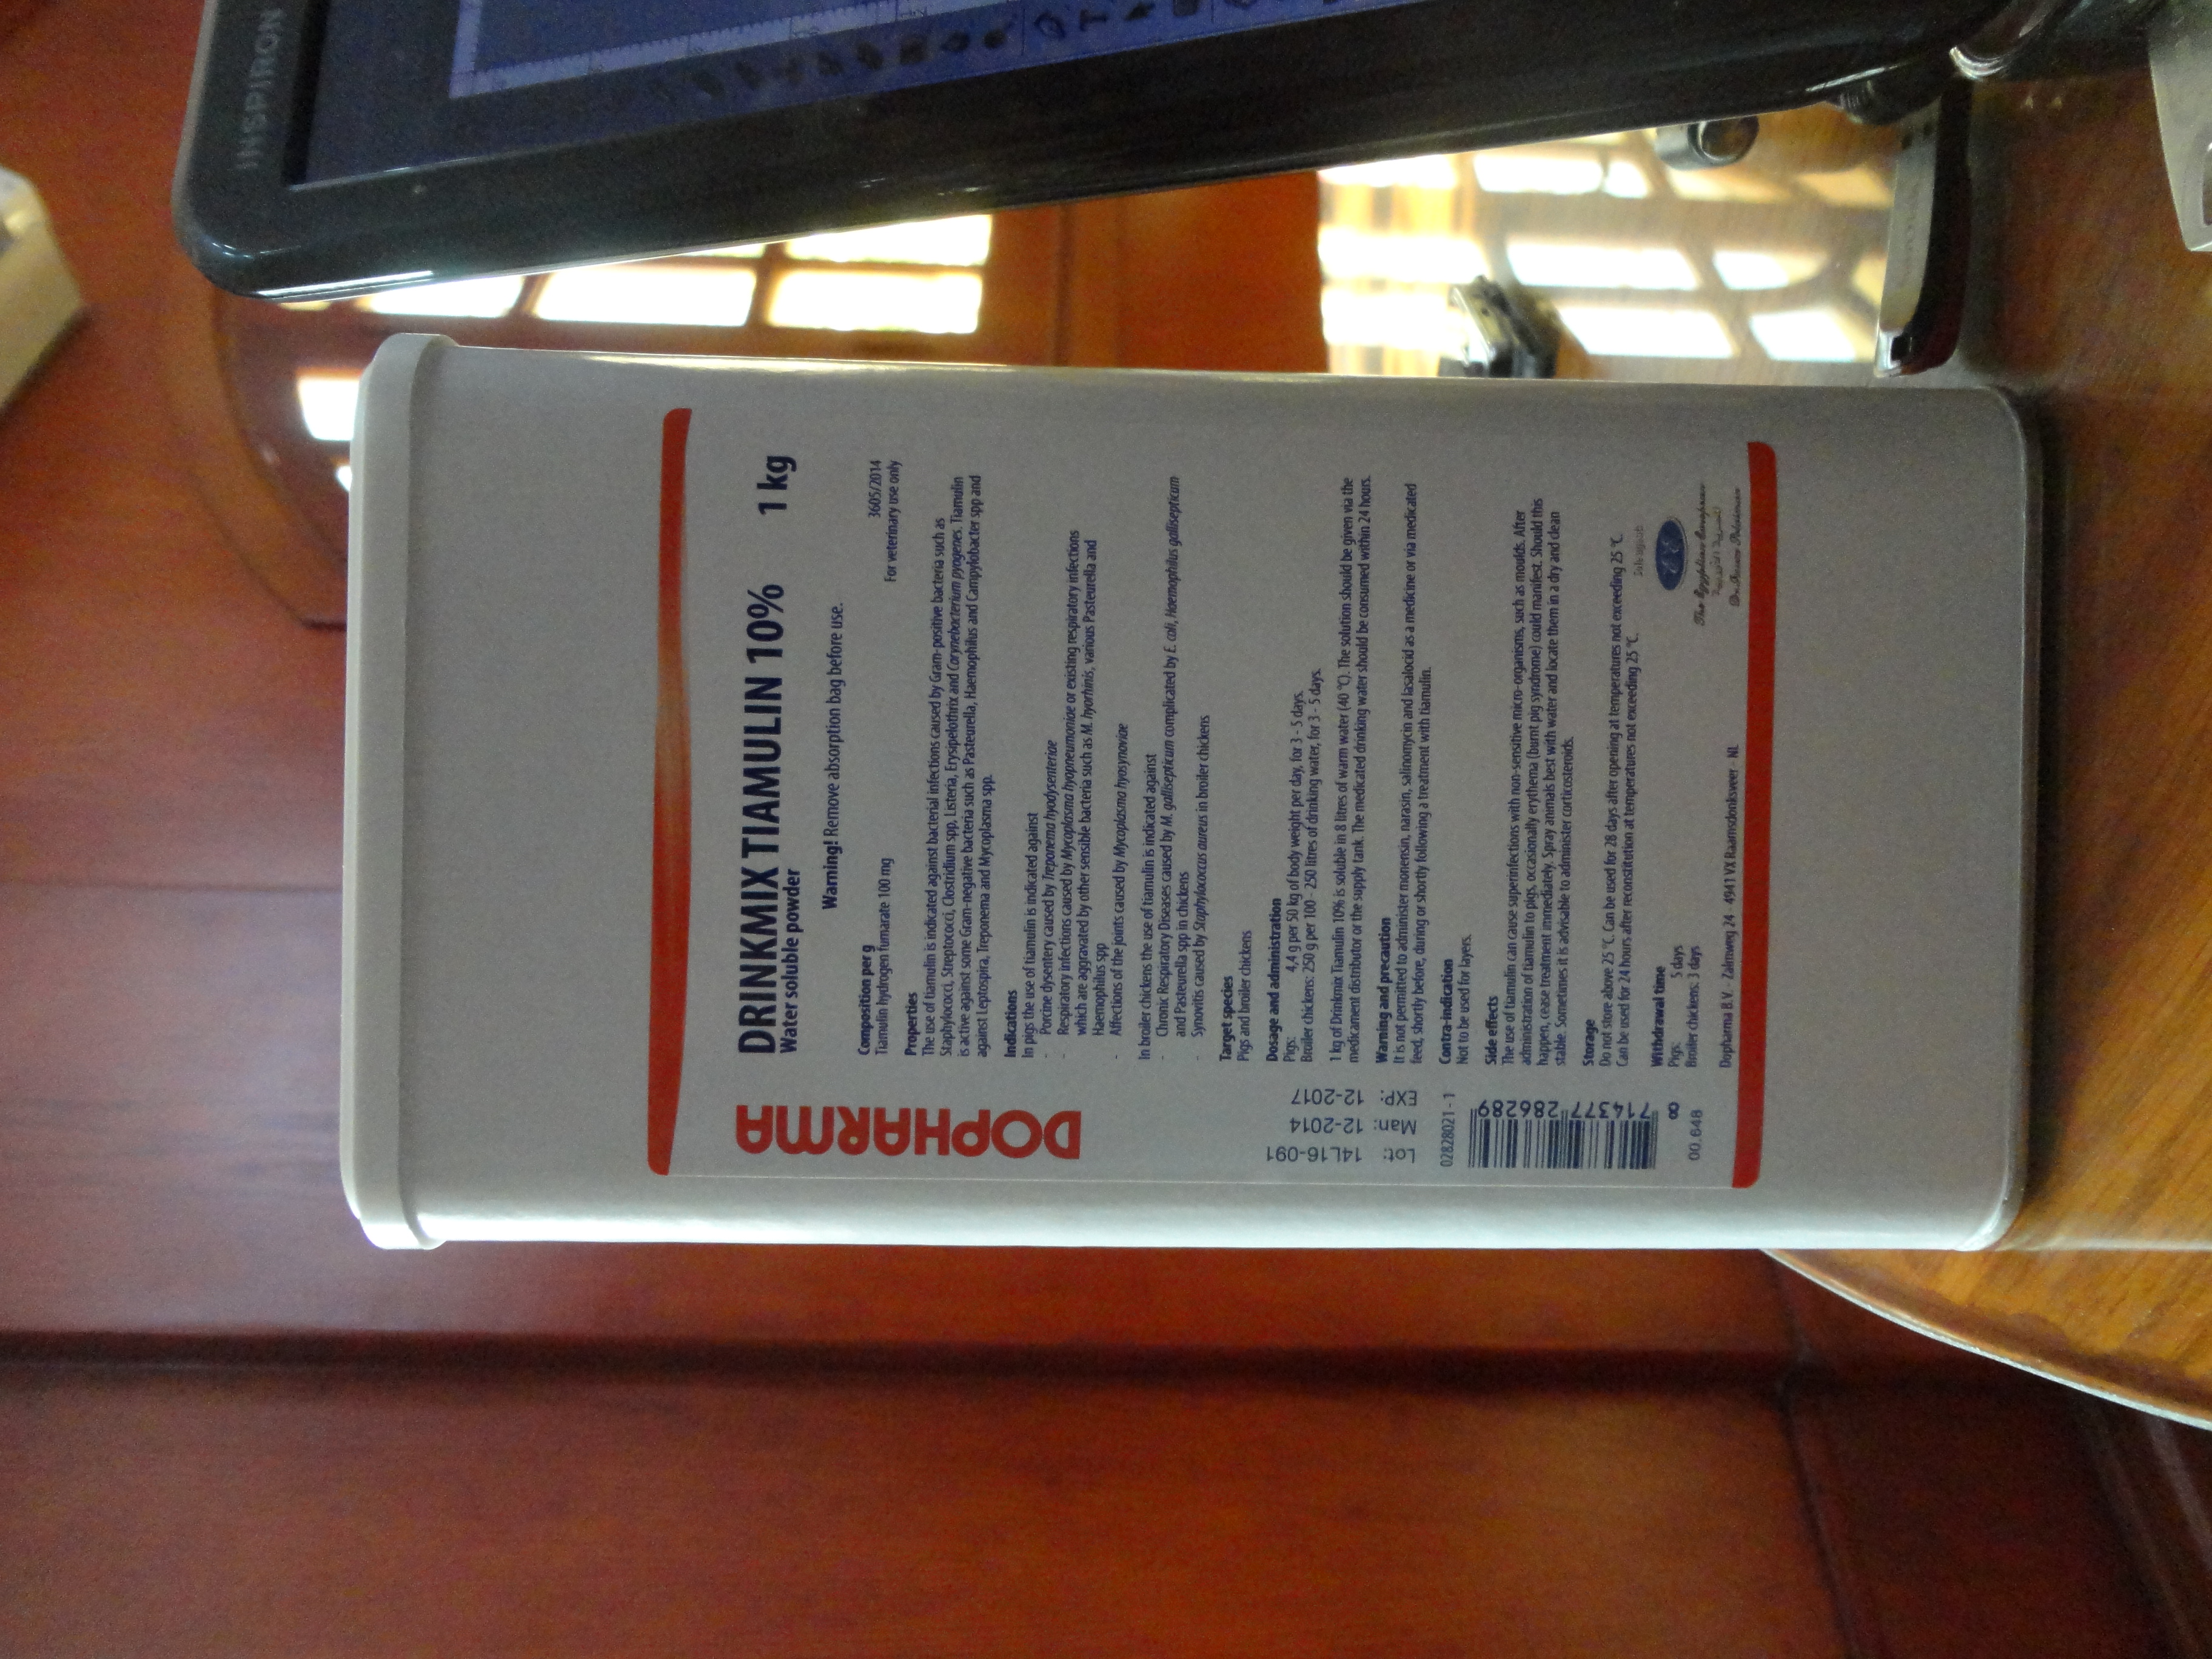 INSPIRON
DOPHARMA
DRINKMIX TIAMULIN 10% 1 kg
Water soluble powder
Warning! Remove absorption bag before use.
Composition per g
Tiamulin hydrogen fumarate 100 mg
3605/2014
For veterinary use only
Properties
The use of tiamulin is indicated against bacterial infections caused by Gram-positive bacteria such as
Staphylococci, Streptococci, Clostridium spp, Listeria, Erysipelothrix and Corynebacterium pyogenes. Tiamulin
is active against some Gram-negative bacteria such as Pasteurella, Haemophilus and Campylobacter spp and
against Leptospira, Treponema and Mycoplasma spp.
Indications
In pigs the use of tiamulin is indicated against
- Porcine dysentery caused by Treponema hyodysenteriae
- Respiratory infections caused by Mycoplasma hyopneumoniae or existing respiratory infections
which are aggravated by other sensible bacteria such as M. hyorhinis, various Pasteurella and
Haemophilus spp
- Affections of the joints caused by Mycoplasma hyosynoviae
In broiler chickens the use of tiamulin is indicated against
- Chronic Respiratory Diseases caused by M. gallisepticum complicated by E. coli, Haemophilus gallisepticum
and Pasteurella spp in chickens
- Synovitis caused by Staphylococcus aureus in broiler chickens
Target species
Pigs and broiler chickens
Dosage and administration
Pigs: 4,4 g per 50 kg of body weight per day, for 3 - 5 days.
Broiler chickens: 250 g per 100 - 250 litres of drinking water, for 3 - 5 days.
1 kg of Drinkmix Tiamulin 10% is soluble in 8 litres of warm water (40 °C). The solution should be given via the
medicament distributor or the supply tank. The medicated drinking water should be consumed within 24 hours.
Warning and precaution
It is not permitted to administer monensin, narasin, salinomycin and lasalocid as a medicine or via medicated
feed, shortly before, during or shortly following a treatment with tiamulin.
Contra-indication
Not to be used for layers.
Side effects
The use of tiamulin can cause superinfections with non-sensitive micro-organisms, such as moulds. After
administration of tiamulin to pigs, occasionally erythema (burnt pig syndrome) could manifest. Should this
happen, cease treatment immediately. Spray animals best with water and locate them in a dry and clean
stable. Sometimes it is advisable to administer corticosteroids.
Storage
Do not store above 25 °C. Can be used for 28 days after opening at temperatures not exceeding 25 °C.
Can be used for 24 hours after reconstitution at temperatures not exceeding 25 °C.
Withdrawal time
Pigs: 5 days
Broiler chickens: 3 days
Dopharma B.V. - Zalmweg 24 - 4941 VX Raamsdonksveer - NL
Sole agent:
The Egyptian European
المصرية الأوروبية
Lot: 14L16-091
Man: 12-2014
EXP: 12-2017
02828021 - 1
8 714377 286289
00.648